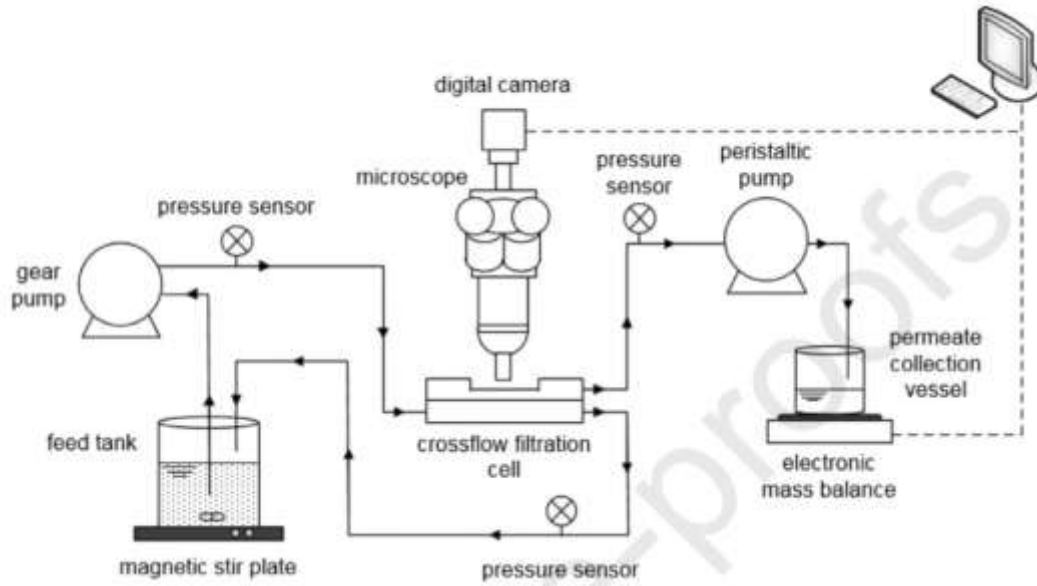 digital camera
microscope
pressure
sensor
peristaltic
pump
pressure sensor
gear
pump
permeate
collection
vessel
feed tank
crossflow filtration
cell
electronic
mass balance
magnetic stir plate
pressure sensor
-proofs